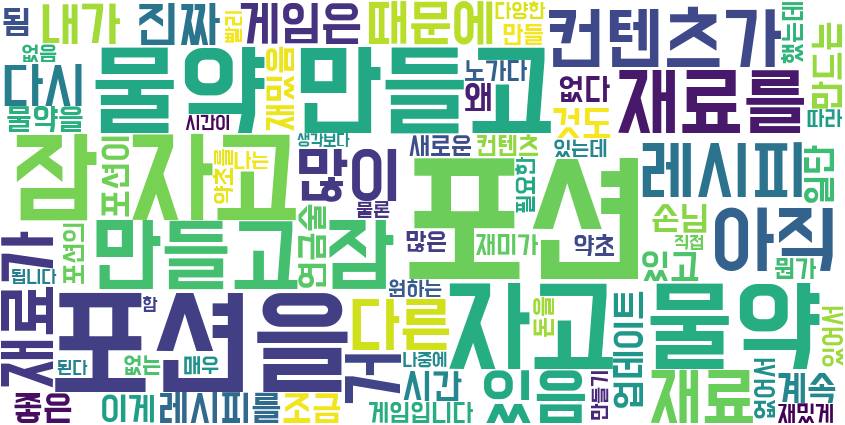 됨
내가
진짜
빨리
게임은
때문에
다양한
만들
컨텐츠가
했는데
만드는
없음
다시
물약
만들고
재밌음
노가다
왜
없다
재료를
물약을
시간이
것도
따라
잠
자고
생각보다
새로운
컨텐츠
있는데
포션이
약초를
나는
많이
포션
필요한
레시피
일단
물론
재료가
됩니다
포션인
만들고
연금술
잠
많은
재미가
약초
손님
직접
아직
있고
뭔가
포션을
함
원하는
다른
자고
돈을
업데이트
물약
있어서
된다
없는
매우
거
나중에
시간
있음
만들기
없어서
계속
좋은
이게
레시피를
조금
게임입니다
재료
재밌게